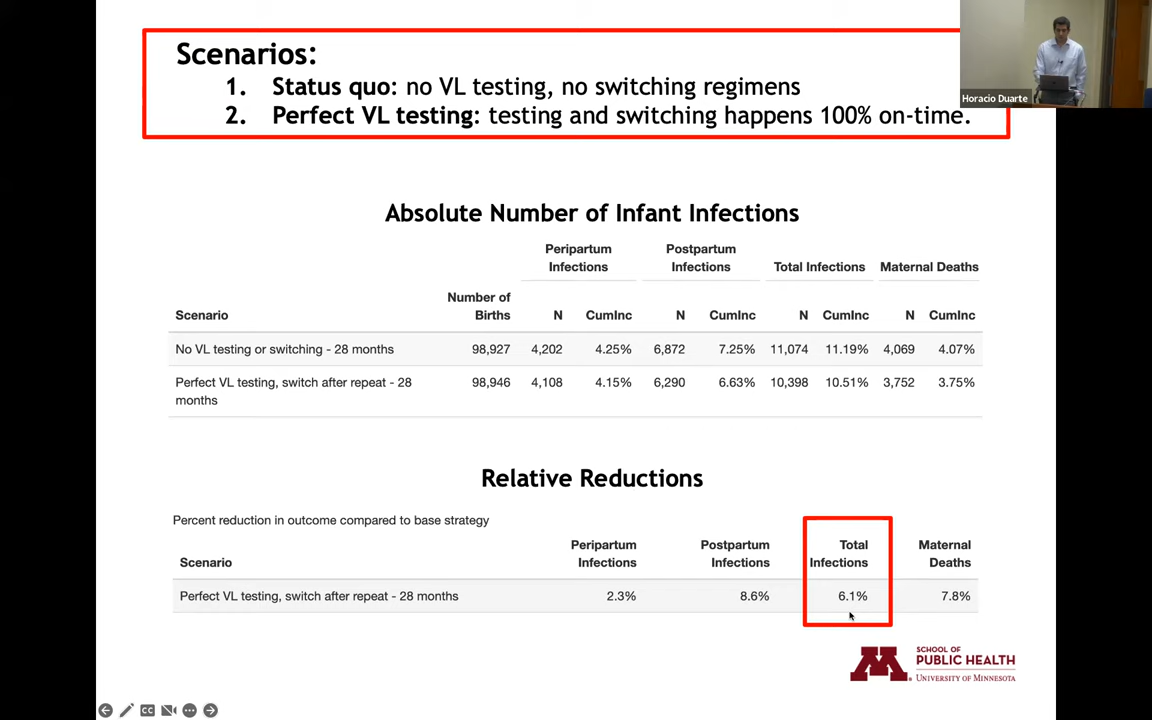 Scenarios:
1. Status quo: no VL testing, no switching regimens
2. Perfect VL testing: testing and switching happens 100% on-time.
Horacio Duarte
Absolute Number of Infant Infections
Peripartum Infections Postpartum Infections Total Infections Maternal Deaths
Scenario Number of Births N CumInc N CumInc N CumInc N CumInc
No VL testing or switching - 28 months 98,927 4,202 4.25% 6,872 7.25% 11,074 11.19% 4,069 4.07%
Perfect VL testing, switch after repeat - 28 months 98,946 4,108 4.15% 6,290 6.63% 10,398 10.51% 3,752 3.75%
Relative Reductions
Percent reduction in outcome compared to base strategy
Scenario Peripartum Infections Postpartum Infections Total Infections Maternal Deaths
Perfect VL testing, switch after repeat - 28 months 2.3% 8.6% 6.1% 7.8%
M
SCHOOL OF
PUBLIC HEALTH
UNIVERSITY OF MINNESOTA
CC